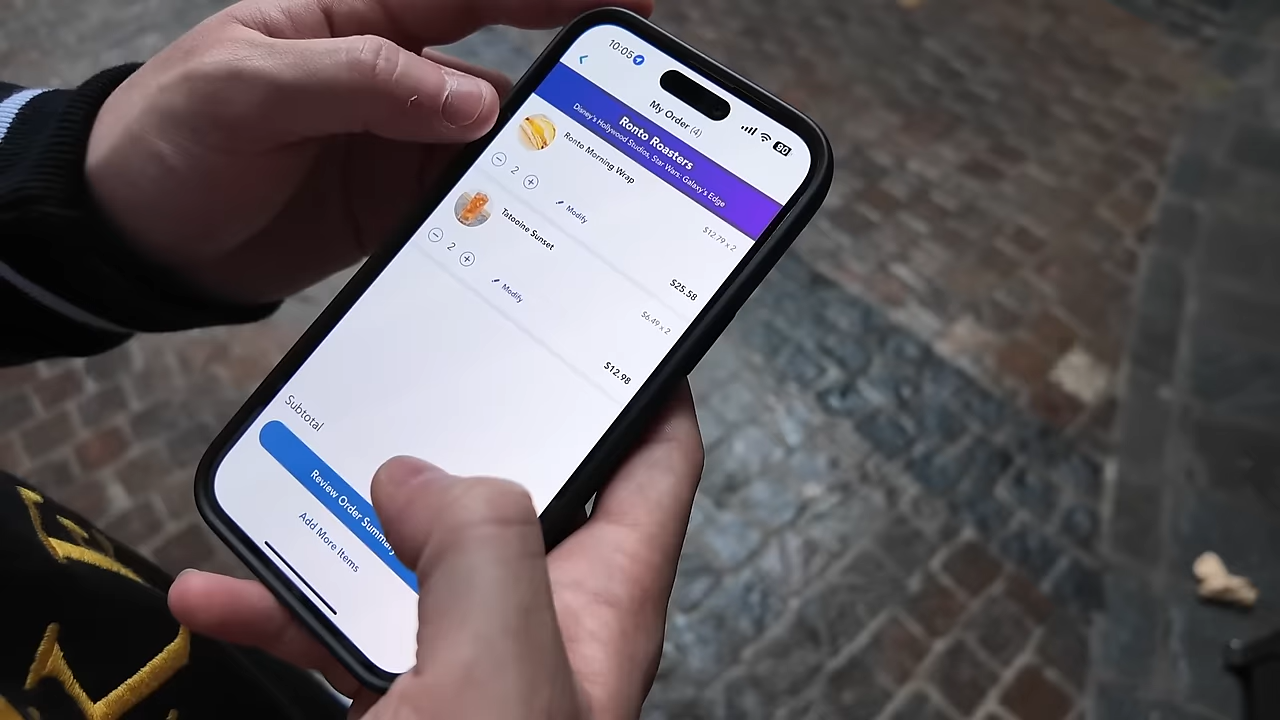 10:05
90
My Order (4)
Ronto Roasters
Disney's Hollywood Studios, Star Wars: Galaxy's Edge
Ronto Morning Wrap
2
$12.79 x 2
Modify
$25.58
Tatooine Sunset
2
$6.49 x 2
Modify
$12.98
Subtotal
Review Order Summary
Add More Items